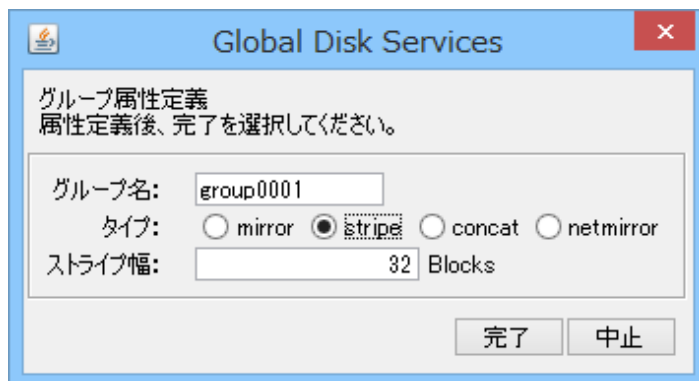 Global Disk Services
グループ属性定義
属性定義後、完了を選択してください。
グループ名: group0001
タイプ: mirror stripe concat netmirror
ストライプ幅: 32 Blocks
完了 中止